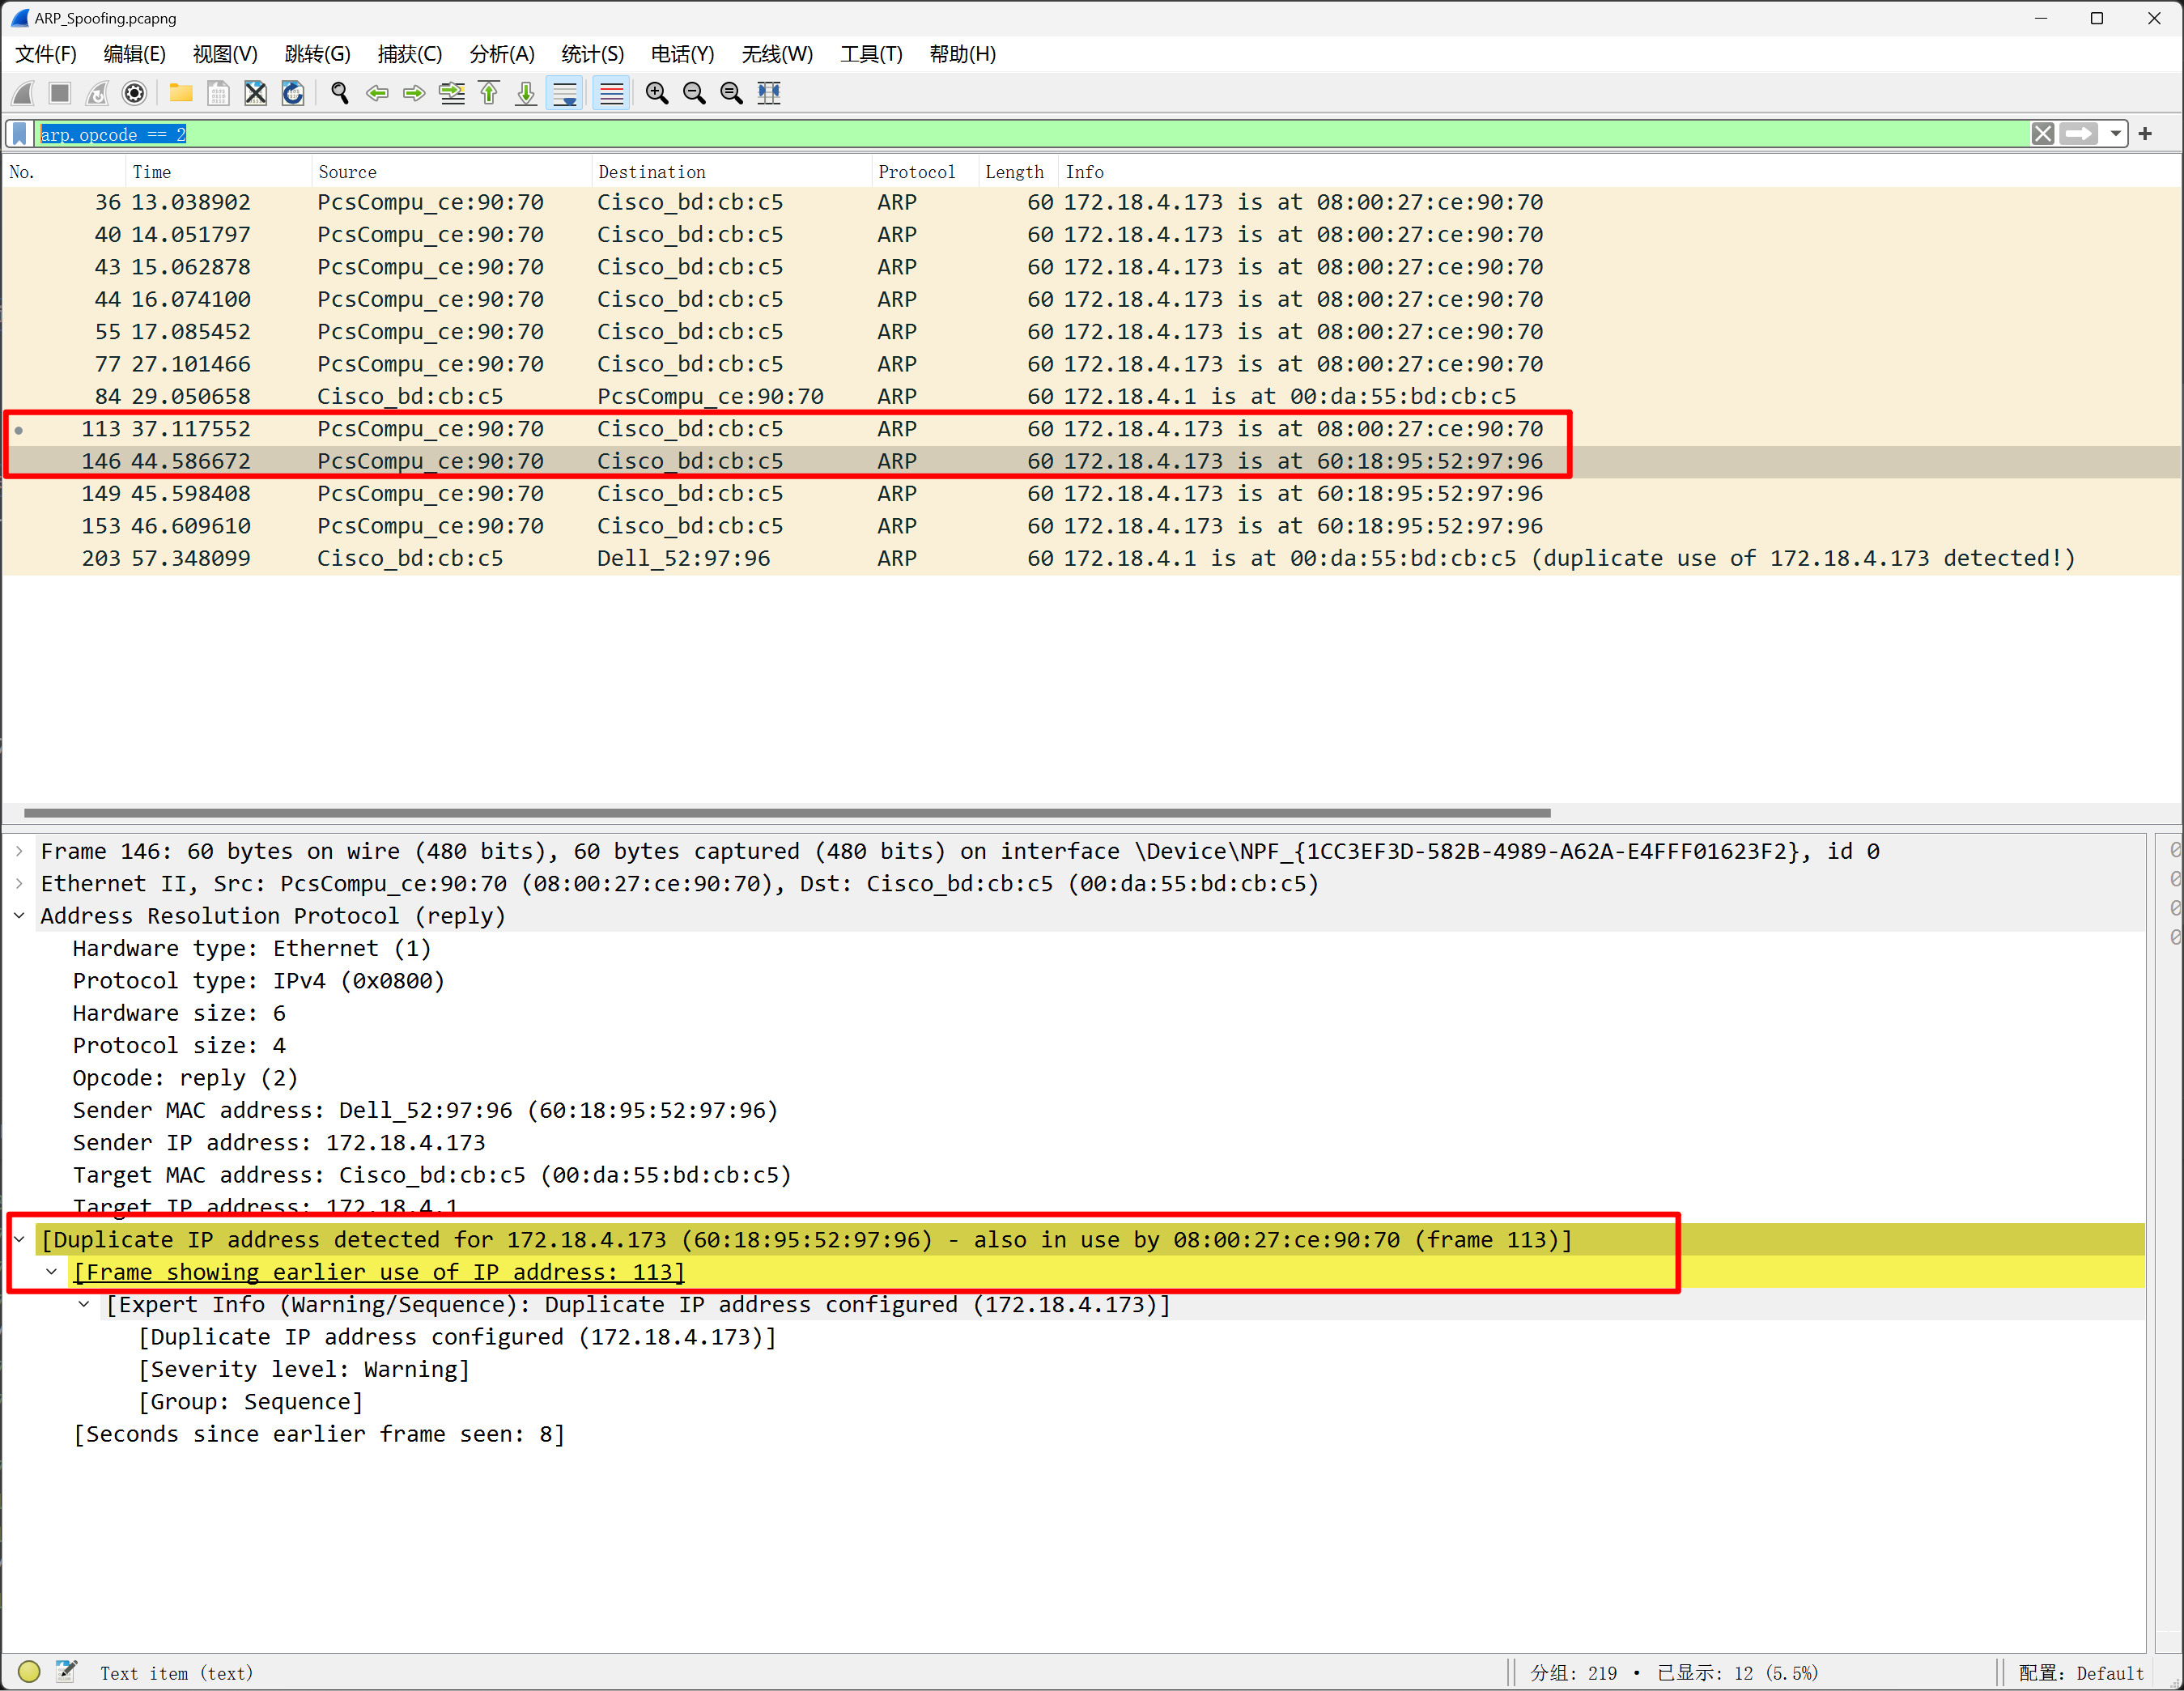 ARP_Spoofing.pcapng
文件(F) 编辑(E) 视图(V) 跳转(G) 捕获(C) 分析(A) 统计(S) 电话(Y) 无线(W) 工具(T) 帮助(H)
arp.opcode == 2
No. Time Source Destination Protocol Length Info
36 13.038902 PcsCompu_ce:90:70 Cisco_bd:cb:c5 ARP 60 172.18.4.173 is at 08:00:27:ce:90:70
40 14.051797 PcsCompu_ce:90:70 Cisco_bd:cb:c5 ARP 60 172.18.4.173 is at 08:00:27:ce:90:70
43 15.062878 PcsCompu_ce:90:70 Cisco_bd:cb:c5 ARP 60 172.18.4.173 is at 08:00:27:ce:90:70
44 16.074100 PcsCompu_ce:90:70 Cisco_bd:cb:c5 ARP 60 172.18.4.173 is at 08:00:27:ce:90:70
55 17.085452 PcsCompu_ce:90:70 Cisco_bd:cb:c5 ARP 60 172.18.4.173 is at 08:00:27:ce:90:70
77 27.101466 PcsCompu_ce:90:70 Cisco_bd:cb:c5 ARP 60 172.18.4.173 is at 08:00:27:ce:90:70
84 29.050658 Cisco_bd:cb:c5 PcsCompu_ce:90:70 ARP 60 172.18.4.1 is at 00:da:55:bd:cb:c5
113 37.117552 PcsCompu_ce:90:70 Cisco_bd:cb:c5 ARP 60 172.18.4.173 is at 08:00:27:ce:90:70
146 44.586672 PcsCompu_ce:90:70 Cisco_bd:cb:c5 ARP 60 172.18.4.173 is at 60:18:95:52:97:96
149 45.598408 PcsCompu_ce:90:70 Cisco_bd:cb:c5 ARP 60 172.18.4.173 is at 60:18:95:52:97:96
153 46.609610 PcsCompu_ce:90:70 Cisco_bd:cb:c5 ARP 60 172.18.4.173 is at 60:18:95:52:97:96
203 57.348099 Cisco_bd:cb:c5 Dell_52:97:96 ARP 60 172.18.4.1 is at 00:da:55:bd:cb:c5 (duplicate use of 172.18.4.173 detected!)
Frame 146: 60 bytes on wire (480 bits), 60 bytes captured (480 bits) on interface \Device\NPF_{1CC3EF3D-582B-4989-A62A-E4FFF01623F2}, id 0
Ethernet II, Src: PcsCompu_ce:90:70 (08:00:27:ce:90:70), Dst: Cisco_bd:cb:c5 (00:da:55:bd:cb:c5)
Address Resolution Protocol (reply)
Hardware type: Ethernet (1)
Protocol type: IPv4 (0x0800)
Hardware size: 6
Protocol size: 4
Opcode: reply (2)
Sender MAC address: Dell_52:97:96 (60:18:95:52:97:96)
Sender IP address: 172.18.4.173
Target MAC address: Cisco_bd:cb:c5 (00:da:55:bd:cb:c5)
Target IP address: 172.18.4.1
[Duplicate IP address detected for 172.18.4.173 (60:18:95:52:97:96) - also in use by 08:00:27:ce:90:70 (frame 113)]
[Frame showing earlier use of IP address: 113]
[Expert Info (Warning/Sequence): Duplicate IP address configured (172.18.4.173)]
[Duplicate IP address configured (172.18.4.173)]
[Severity level: Warning]
[Group: Sequence]
[Seconds since earlier frame seen: 8]
Text item (text) 分组: 219 • 已显示: 12 (5.5%) 配置: Default